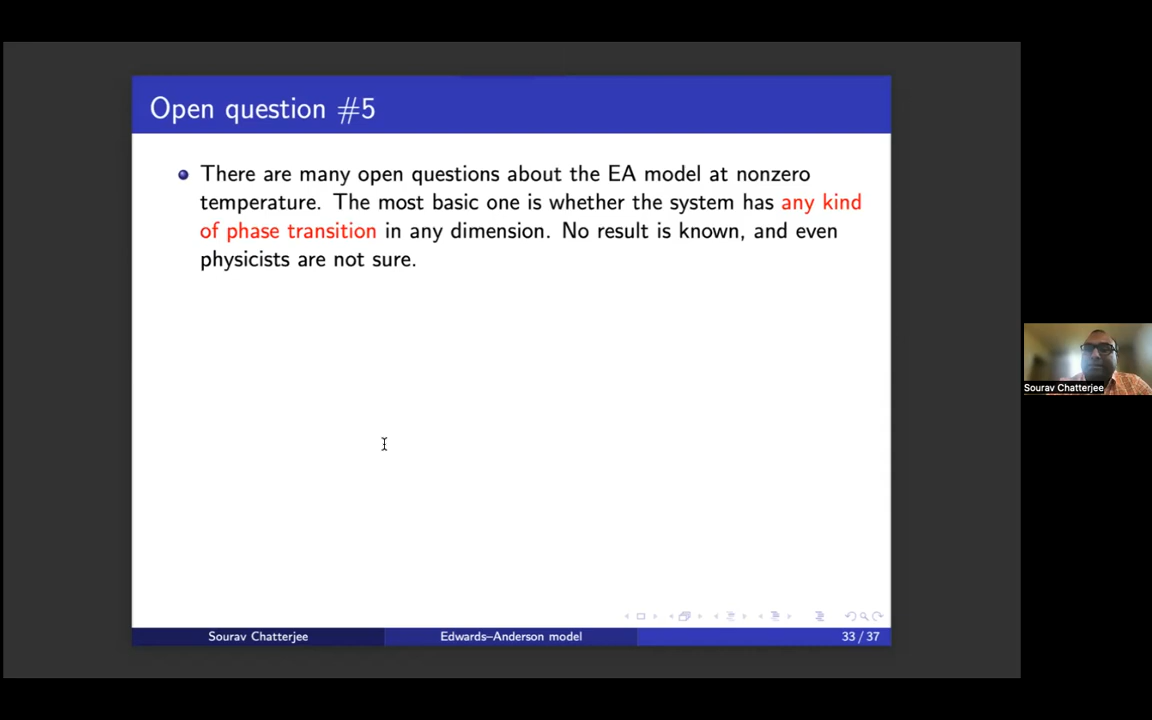 Open question #5
There are many open questions about the EA model at nonzero
temperature. The most basic one is whether the system has any kind
of phase transition in any dimension. No result is known, and even
physicists are not sure.
Sourav Chatterjee
Sourav Chatterjee Edwards–Anderson model 33 / 37